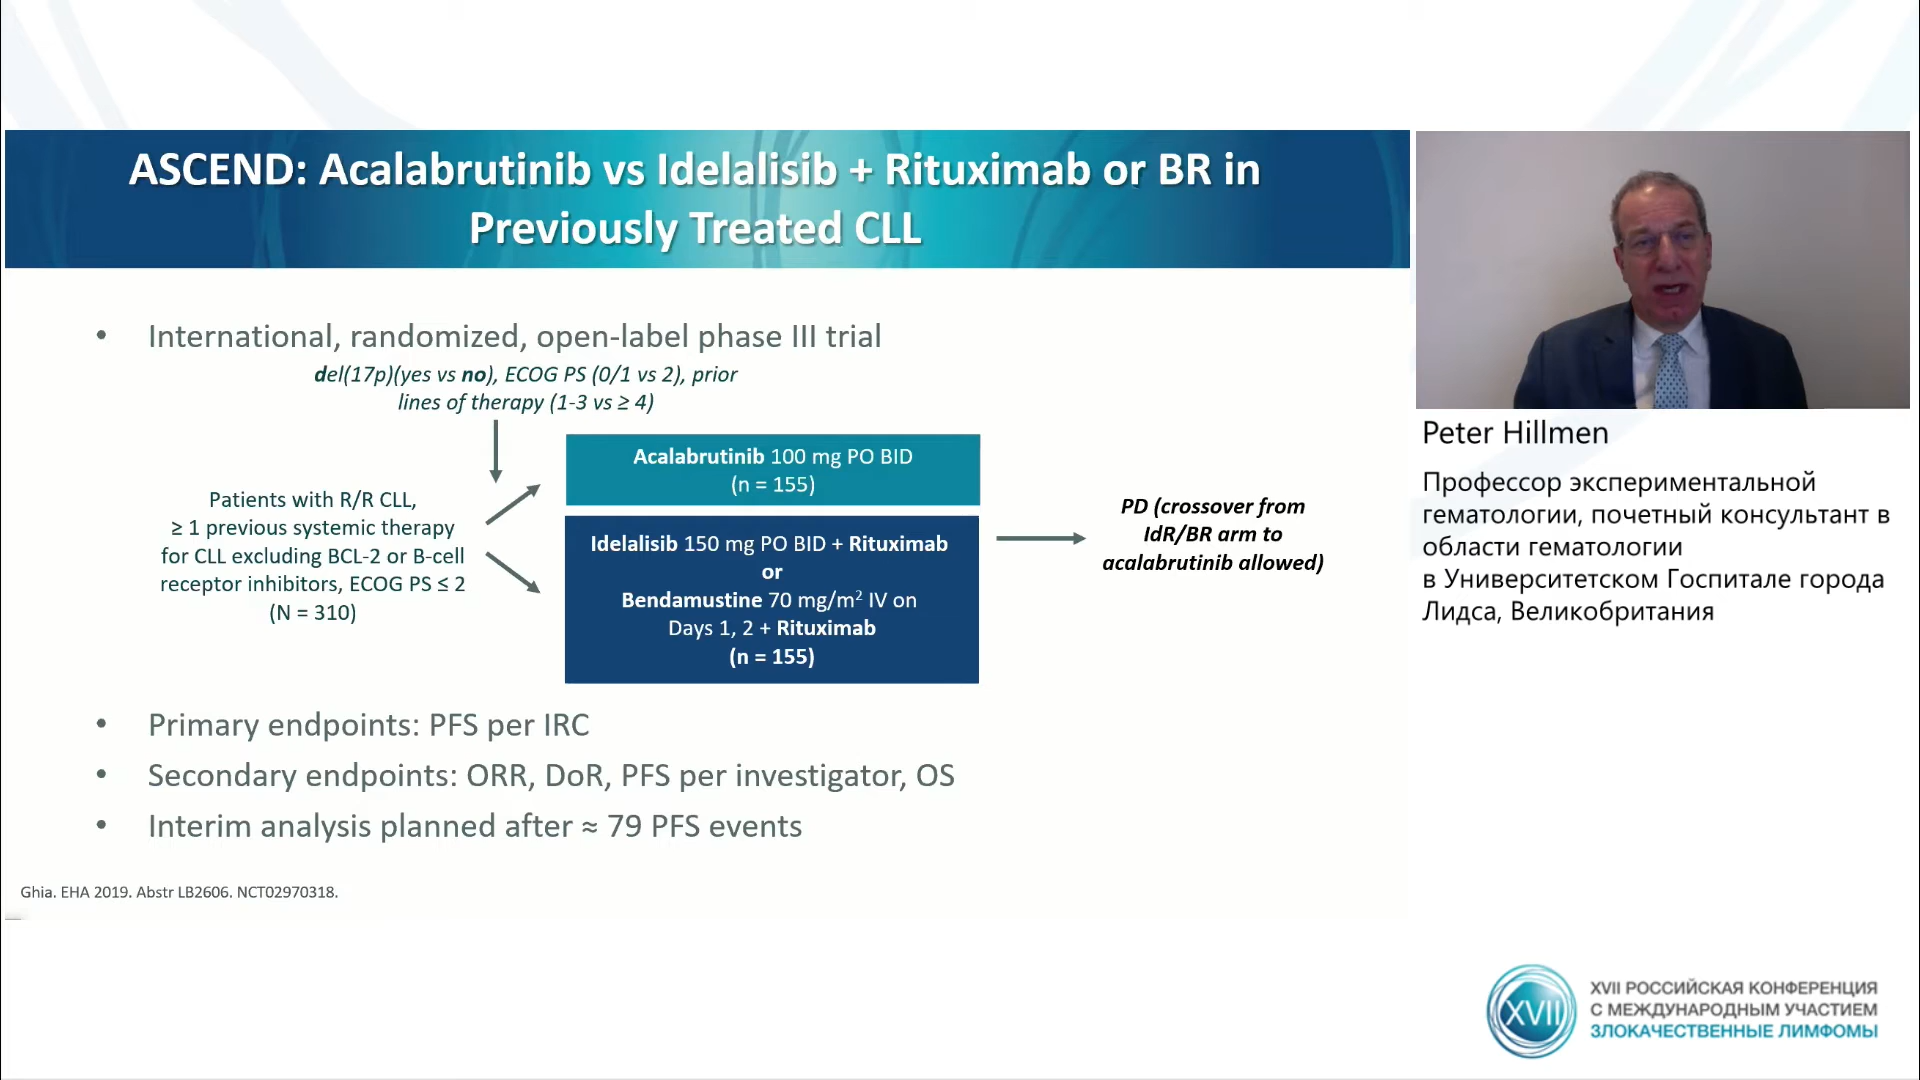 ASCEND: Acalabrutinib vs Idelalisib + Rituximab or BR in
Previously Treated CLL
• International, randomized, open-label phase III trial
del(17p)(yes vs no), ECOG PS (0/1 vs 2), prior
lines of therapy (1-3 vs ≥ 4)
Patients with R/R CLL,
≥ 1 previous systemic therapy
for CLL excluding BCL-2 or B-cell
receptor inhibitors, ECOG PS ≤ 2
(N = 310)
Acalabrutinib 100 mg PO BID
(n = 155)
Idelalisib 150 mg PO BID + Rituximab
or
Bendamustine 70 mg/m² IV on
Days 1, 2 + Rituximab
(n = 155)
PD (crossover from
IdR/BR arm to
acalabrutinib allowed)
• Primary endpoints: PFS per IRC
• Secondary endpoints: ORR, DoR, PFS per investigator, OS
• Interim analysis planned after ≈ 79 PFS events
Ghia. EHA 2019. Abstr LB2606. NCT02970318.
Peter Hillmen
Профессор экспериментальной
гематологии, почетный консультант в
области гематологии
в Университетском Госпитале города
Лидса, Великобритания
XVII
XVII РОССИЙСКАЯ КОНФЕРЕНЦИЯ
С МЕЖДУНАРОДНЫМ УЧАСТИЕМ
ЗЛОКАЧЕСТВЕННЫЕ ЛИМФОМЫ